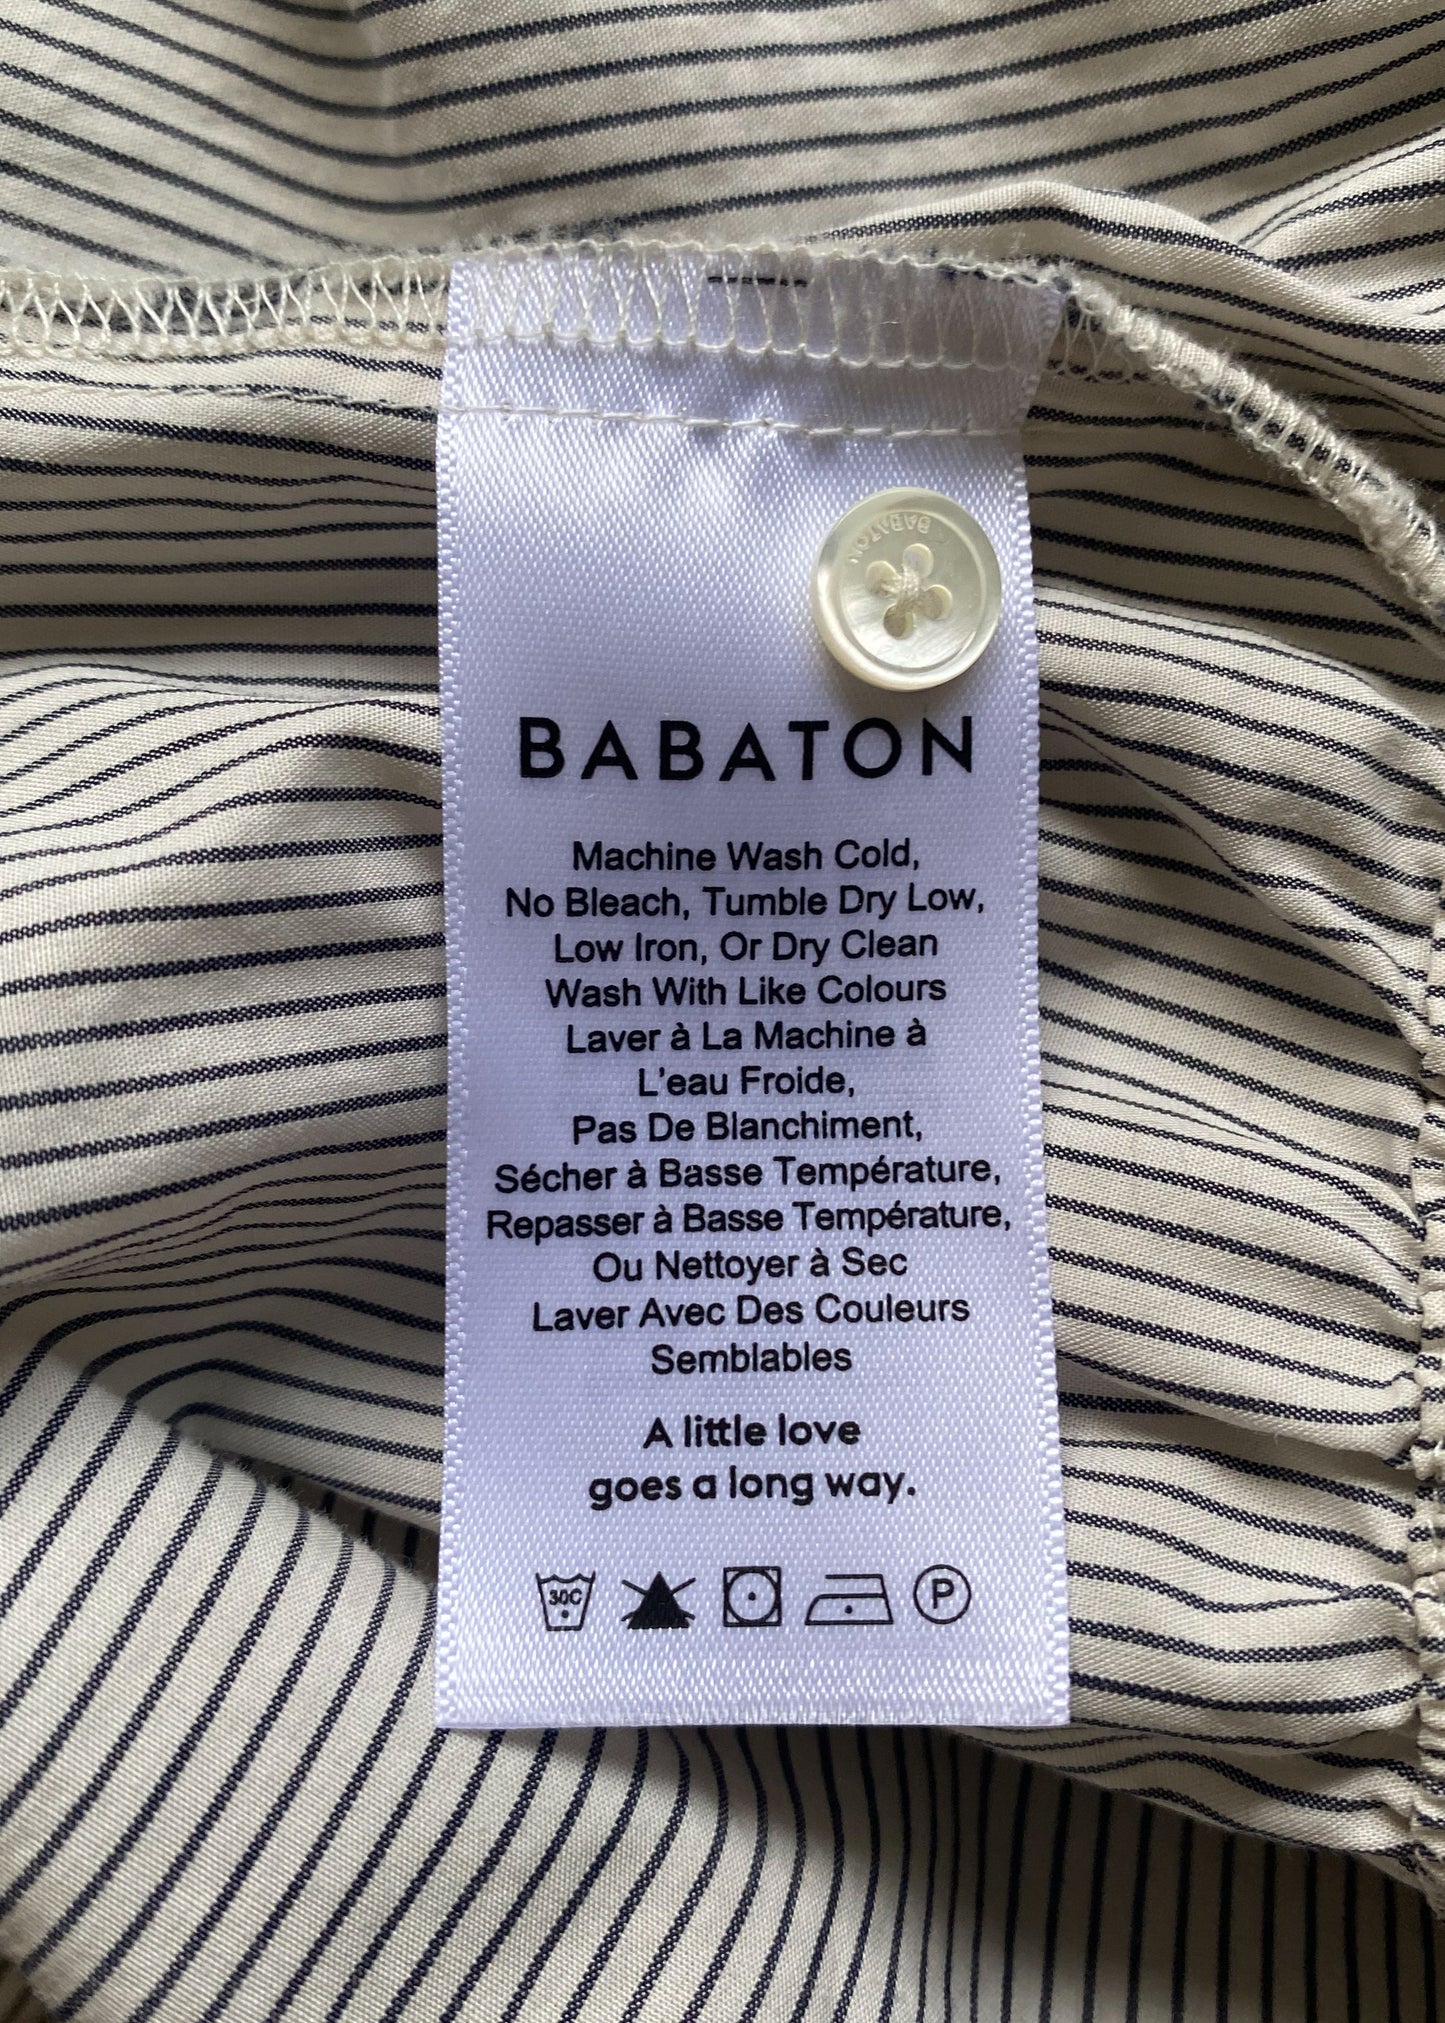 BABATON
BABATON
Machine Wash Cold,
No Bleach, Tumble Dry Low,
Low Iron, Or Dry Clean
Wash With Like Colours
Laver à La Machine à
L'eau Froide,
Pas De Blanchiment,
Sécher à Basse Température,
Repasser à Basse Température,
Ou Nettoyer à Sec
Laver Avec Des Couleurs
Semblables
A little love
goes a long way.
30C P